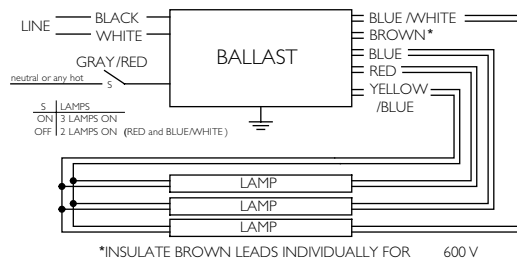 LINE
BLACK
WHITE
BALLAST
BLUE/WHITE
BROWN*
BLUE
RED
YELLOW
/BLUE
GRAY/RED
neutral or any hot
S
S LAMPS
ON 3 LAMPS ON
OFF 2 LAMPS ON (RED and BLUE/WHITE)
LAMP
LAMP
LAMP
*INSULATE BROWN LEADS INDIVIDUALLY FOR 600 V